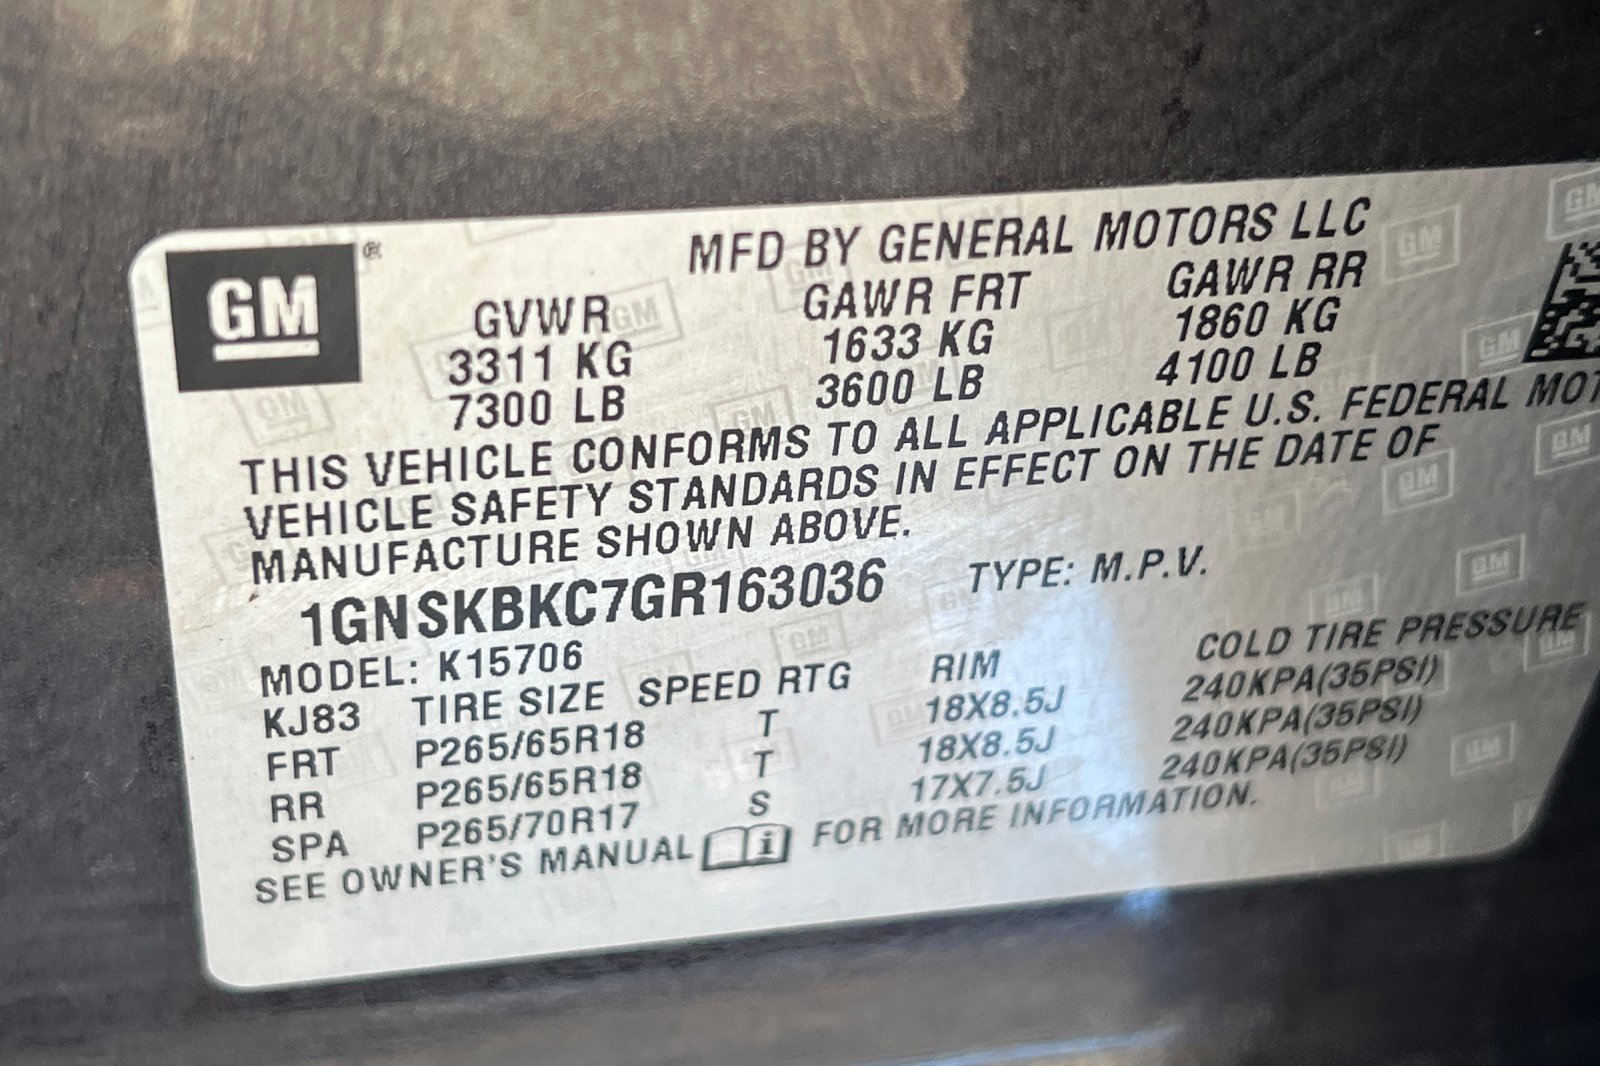 GM ®
MFD BY GENERAL MOTORS LLC
GVWR GAWR FRT GAWR RR
3311 KG 1633 KG 1860 KG
7300 LB 3600 LB 4100 LB
THIS VEHICLE CONFORMS TO ALL APPLICABLE U.S. FEDERAL MOT
VEHICLE SAFETY STANDARDS IN EFFECT ON THE DATE OF
MANUFACTURE SHOWN ABOVE.
1GNSKBKC7GR163036 TYPE: M.P.V.
MODEL: K15706
KJ83 TIRE SIZE SPEED RTG RIM COLD TIRE PRESSURE
FRT P265/65R18 T 18X8.5J 240KPA(35PSI)
RR P265/65R18 T 18X8.5J 240KPA(35PSI)
SPA P265/70R17 S 17X7.5J 240KPA(35PSI)
SEE OWNER'S MANUAL i FOR MORE INFORMATION.